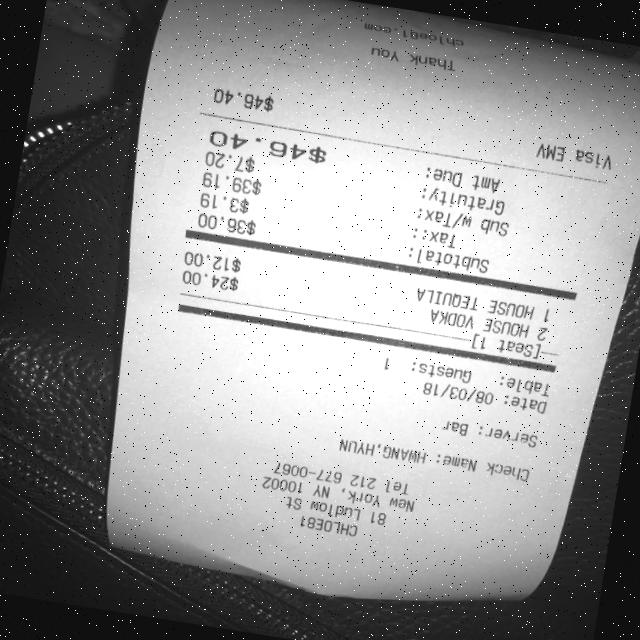 CHLOE81
81 Ludlow St
New York, NY 10002
Tel 212 677-0067
Check Name: HWANG,HYUN
Server: Bar
Date: 08/03/18
Table: Guests: 1
[Seat 1]
2 HOUSE VODKA $24.00
1 HOUSE TEQUILA $12.00
Subtotal: $36.00
Tax:: $3.19
Sub w/Tax: $39.19
Gratuity: $7.20
Amt Due: $46.40
Visa EMV $46.40
Thank You
chloe81.com